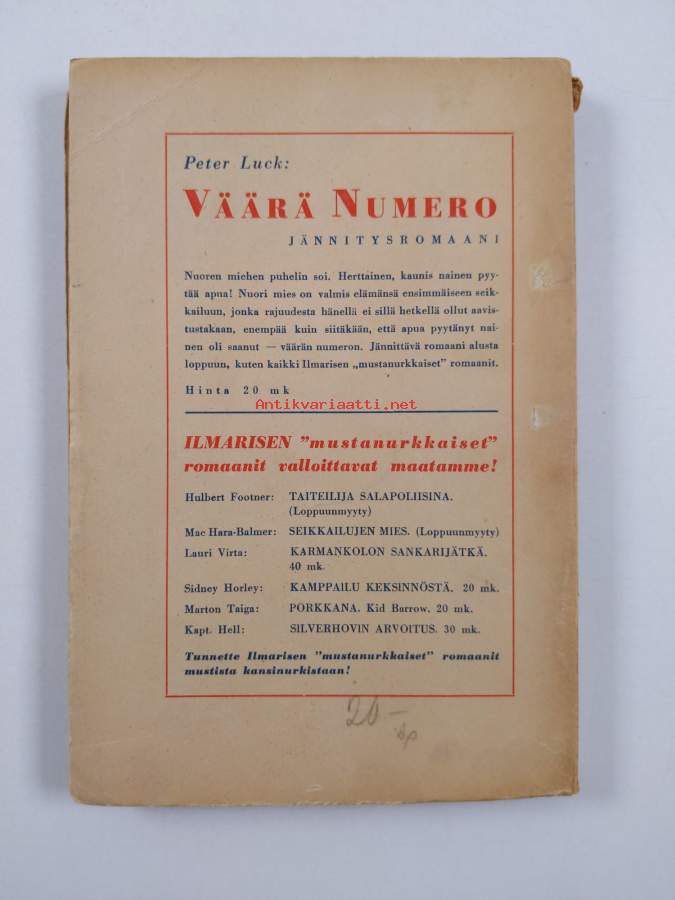 Peter Luck:
VÄÄRÄ NUMERO
JÄNNITYSROMAANI
Nuoren miehen puhelin soi. Herttainen, kaunis nainen pyy-
tää apua! Nuori mies on valmis elämänsä ensimmäiseen seik-
kailuun, jonka rajuudesta hänellä ei sillä hetkellä ollut aavis-
tustakaan, enempää kuin siitäkään, että apua pyytänyt nai-
nen oli saanut — väärän numeron. Jännittävä romaani alusta
loppuun, kuten kaikki Ilmarisen „mustanurkkaiset” romaanit.
Hinta 20 mk
Antikvariaatti.net
ILMARISEN ”mustanurkkaiset”
romaanit valloittavat maatamme!
Hulbert Footner: TAITEILIJA SALAPOLIISINA.
(Loppuunmyyty)
Mac Hara-Balmer: SEIKKAILUJEN MIES. (Loppuunmyyty)
Lauri Virta: KARMANKOLON SANKARIJÄTKÄ.
40 mk.
Sidney Horley: KAMPPAILU KEKSINNÖSTÄ. 20 mk.
Marton Taiga: PORKKANA. Kid Barrow. 20 mk.
Kapt. Hell: SILVERHOVIN ARVOITUS. 30 mk.
Tunnette Ilmarisen ”mustanurkkaiset” romaanit
mustista kansinurkistaan!
20–